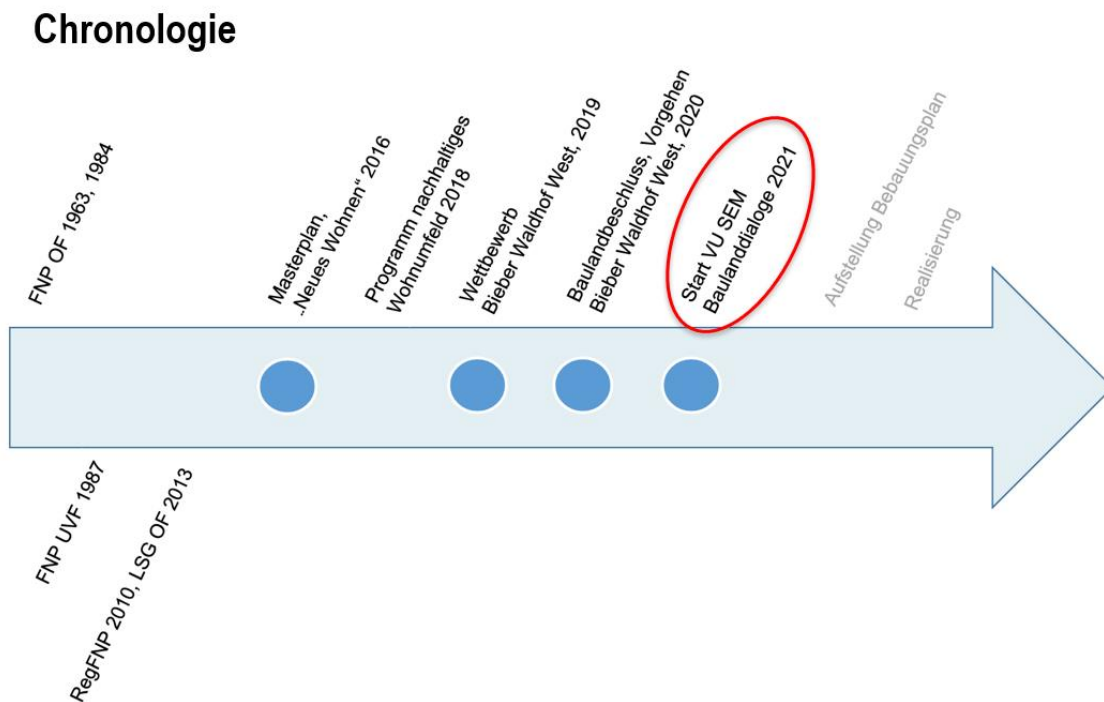 Chronologie
FNP OF 1963, 1984
Masterplan,
„Neues Wohnen“ 2016
Programm nachhaltiges
Wohnumfeld 2018
Wettbewerb
Bieber Waldhof West, 2019
Baulandbeschluss, Vorgehen
Bieber Waldhof West, 2020
Start VU SEM
Baulanddialoge 2021
Aufstellung Bebauungsplan
Realisierung
FNP UVF 1987
RegFNP 2010, LSG OF 2013